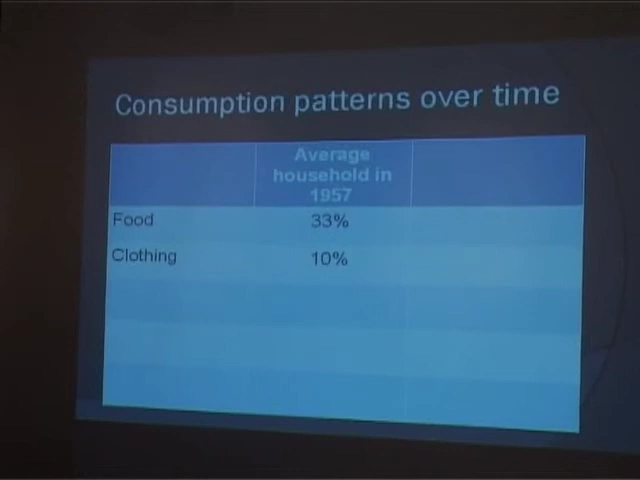 Consumption patterns over time
Average
household in
1957
Food 33%
Clothing 10%